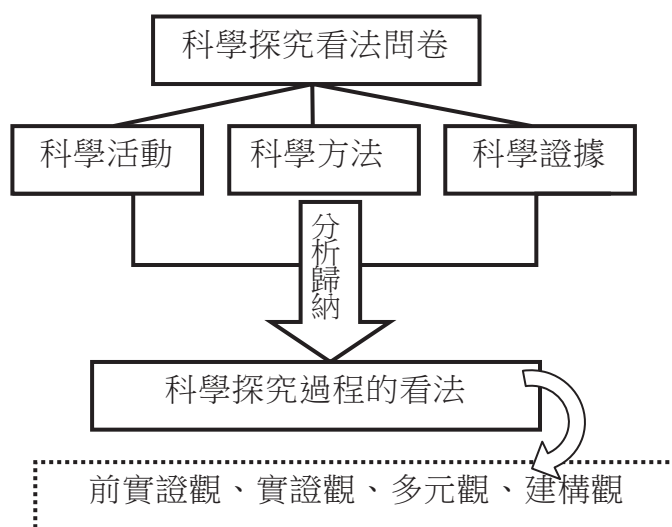 科學探究看法問卷
科學活動
科學方法
科學證據
分析歸納
科學探究過程的看法
前實證觀、實證觀、多元觀、建構觀